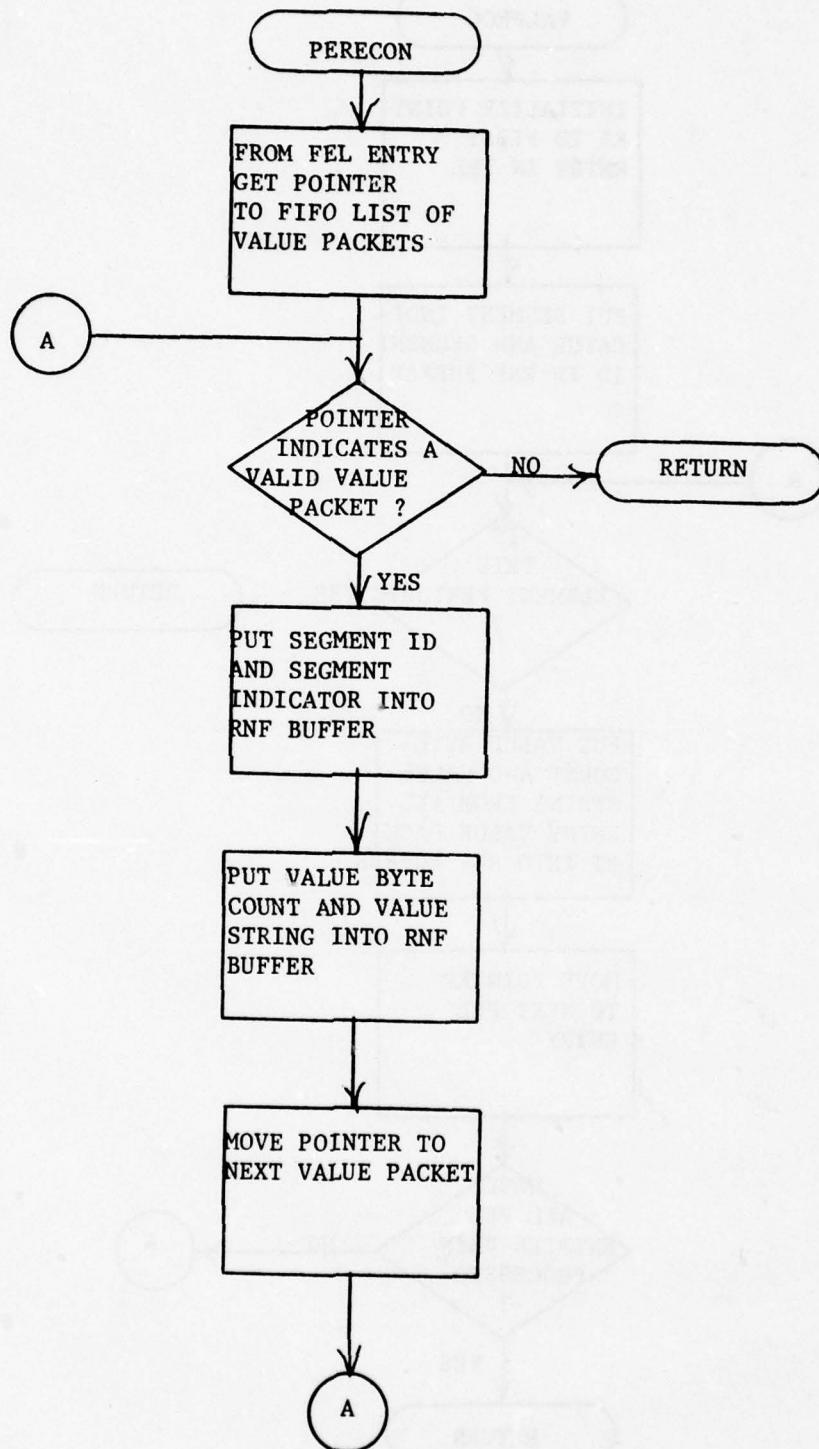 PERECON
FROM FEL ENTRY
GET POINTER
TO FIFO LIST OF
VALUE PACKETS
A
POINTER
INDICATES A
VALID VALUE
PACKET ?
NO
RETURN
YES
PUT SEGMENT ID
AND SEGMENT
INDICATOR INTO
RNF BUFFER
PUT VALUE BYTE
COUNT AND VALUE
STRING INTO RNF
BUFFER
MOVE POINTER TO
NEXT VALUE PACKET
A